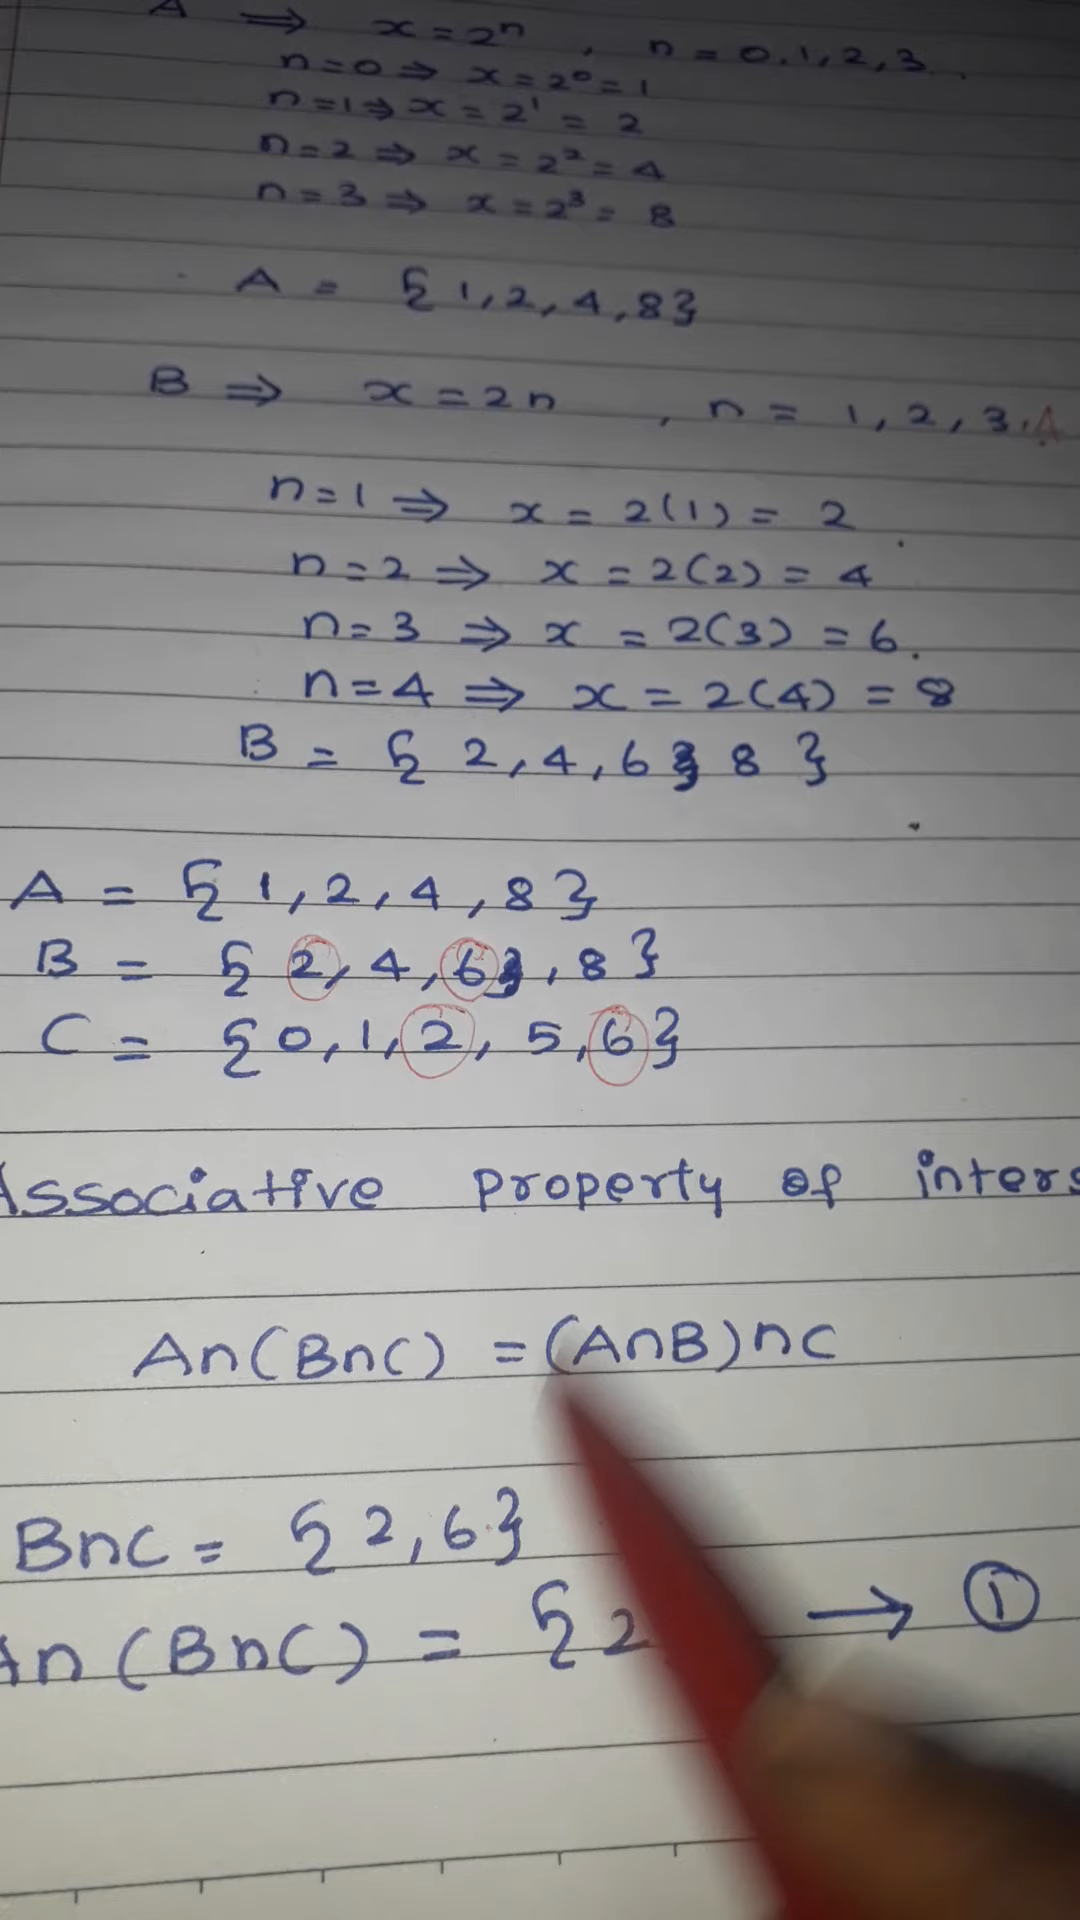 A ⇒ x = 2ⁿ , n = 0,1,2,3.
n=0 ⇒ x = 2⁰ = 1
n=1 ⇒ x = 2¹ = 2
n=2 ⇒ x = 2² = 4
n=3 ⇒ x = 2³ = 8
A = {1,2,4,8}
B ⇒ x = 2n , n = 1,2,3,4
n=1 ⇒ x = 2(1) = 2
n=2 ⇒ x = 2(2) = 4
n=3 ⇒ x = 2(3) = 6.
n=4 ⇒ x = 2(4) = 8
B = { 2,4,6 8 }
A = {1,2,4,8}
B = {2,4,6,8}
C = {0,1,2,5,6}
Associative property of inters
A∩(B∩C) = (A∩B)∩C
B∩C = {2,6}
A∩(B∩C) = {2 → ①